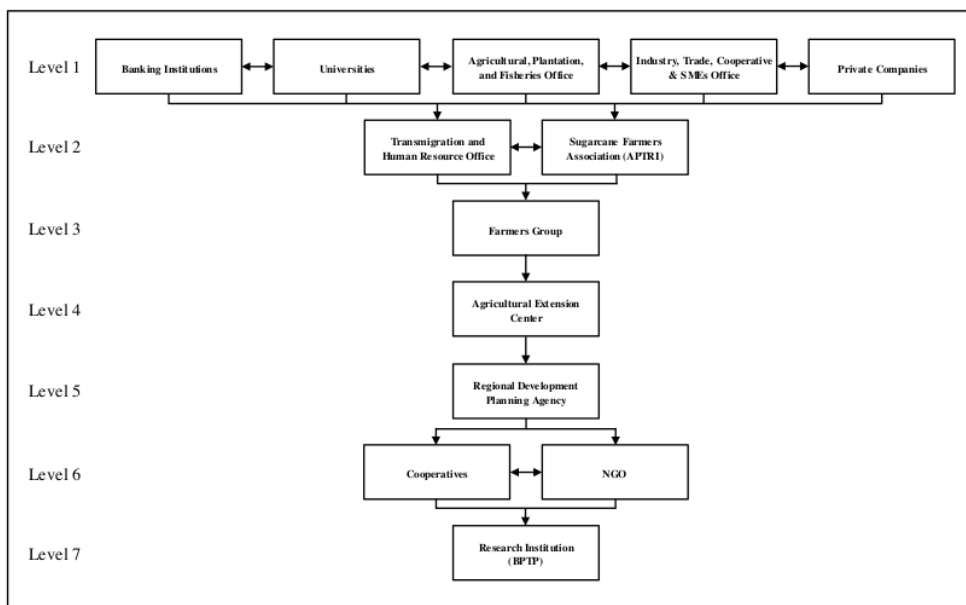 Level 1
Banking Institutions
Universities
Agricultural, Plantation,
and Fisheries Office
Industry, Trade, Cooperative
& SMEs Office
Private Companies
Level 2
Transmigration and
Human Resource Office
Sugarcane Farmers
Association (APTRI)
Level 3
Farmers Group
Level 4
Agricultural Extension
Center
Level 5
Regional Development
Planning Agency
Level 6
Cooperatives
NGO
Level 7
Research Institution
(BPTP)